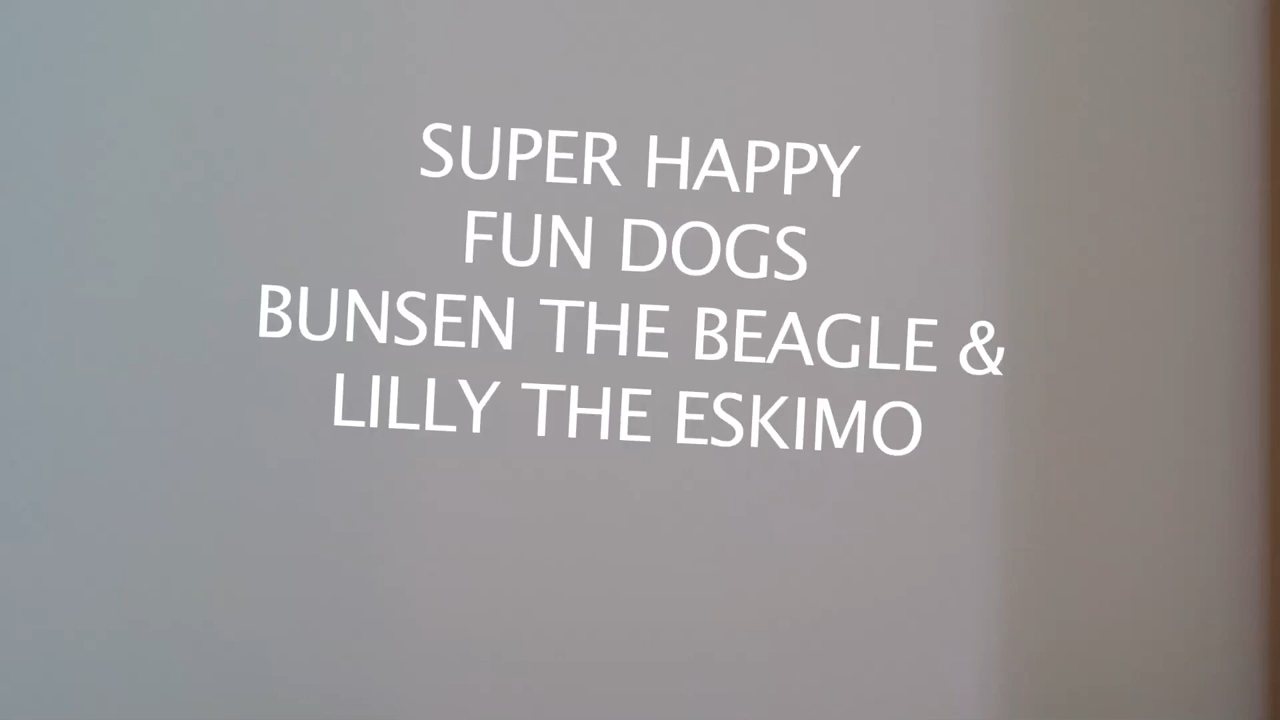 SUPER HAPPY
FUN DOGS
BUNSEN THE BEAGLE &
LILLY THE ESKIMO